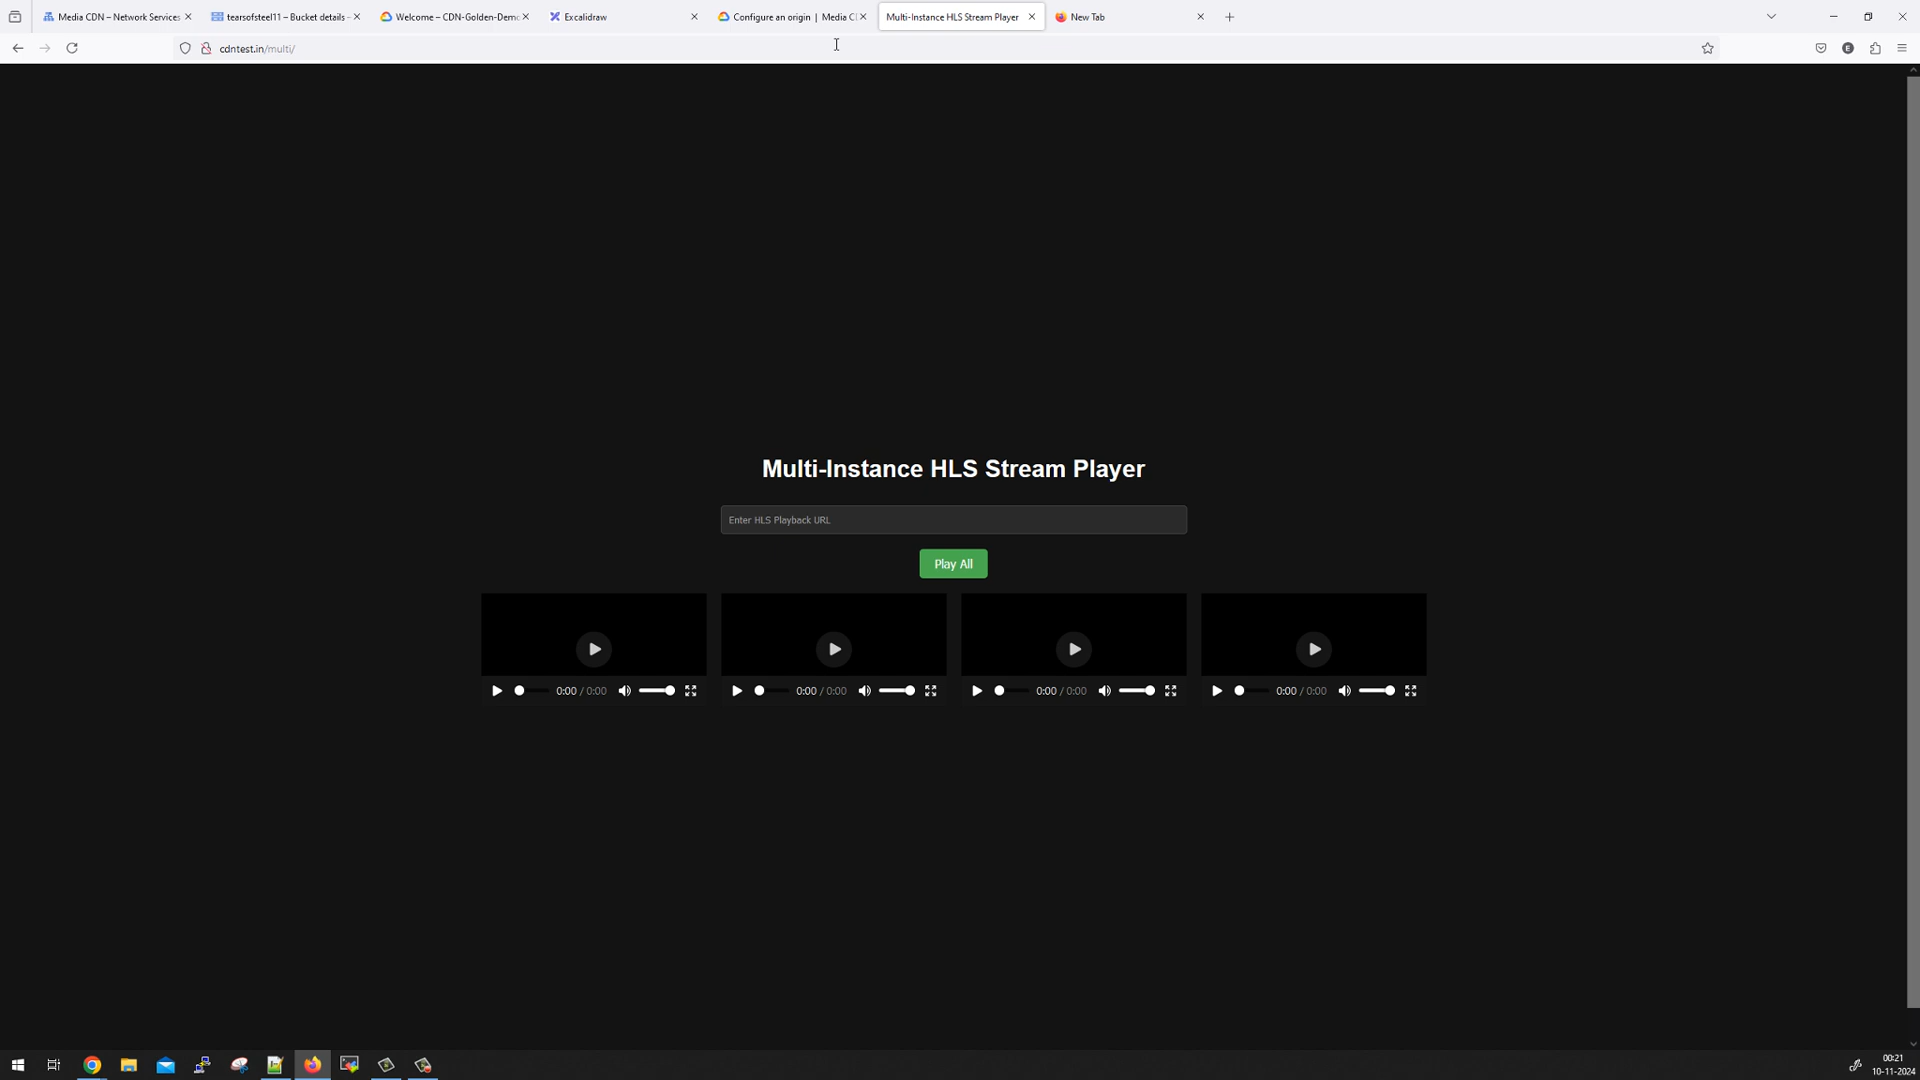 Media CDN – Network Services
tearsofsteel11 – Bucket details –
Welcome – CDN-Golden-Demo
Excalidraw
Configure an origin | Media C
Multi-Instance HLS Stream Player
New Tab
cdntest.in/multi/
E
Multi-Instance HLS Stream Player
Enter HLS Playback URL
Play All
0:00 / 0:00
0:00 / 0:00
0:00 / 0:00
0:00 / 0:00
00:21
10-11-2024